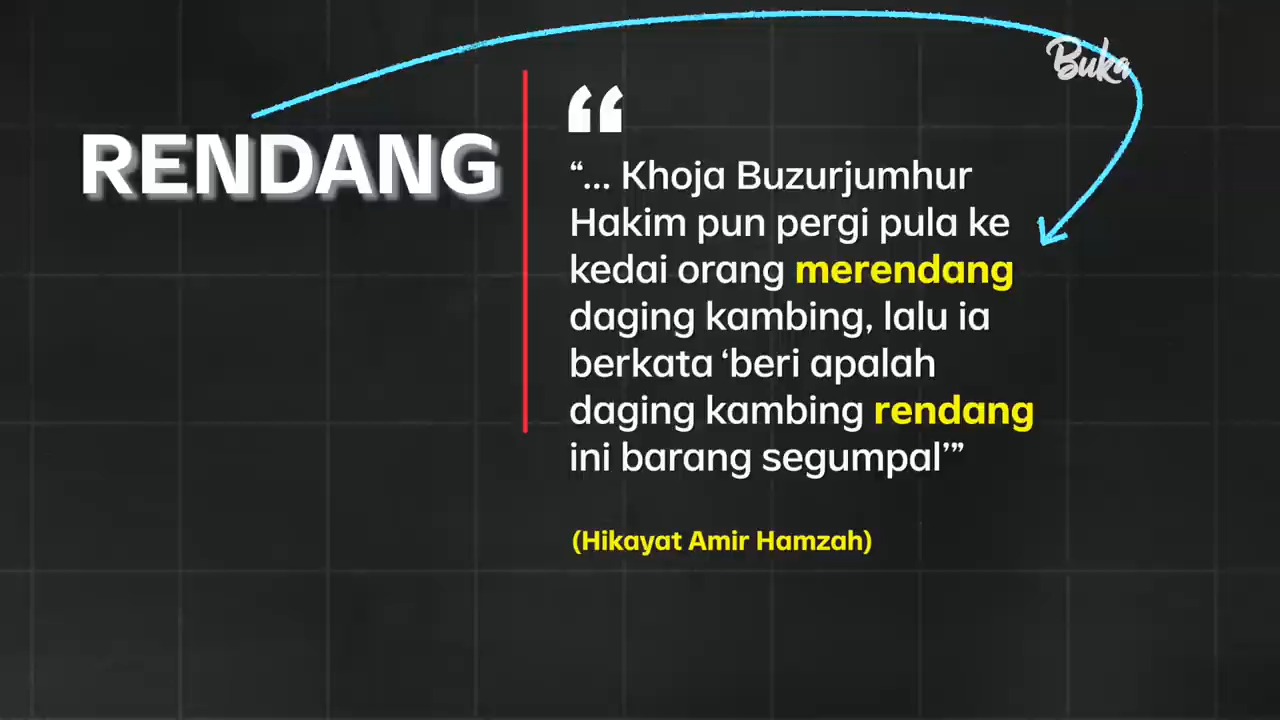 Buka
RENDANG
“
“... Khoja Buzurjumhur
Hakim pun pergi pula ke
kedai orang merendang
daging kambing, lalu ia
berkata ‘beri apalah
daging kambing rendang
ini barang segumpal’”
(Hikayat Amir Hamzah)